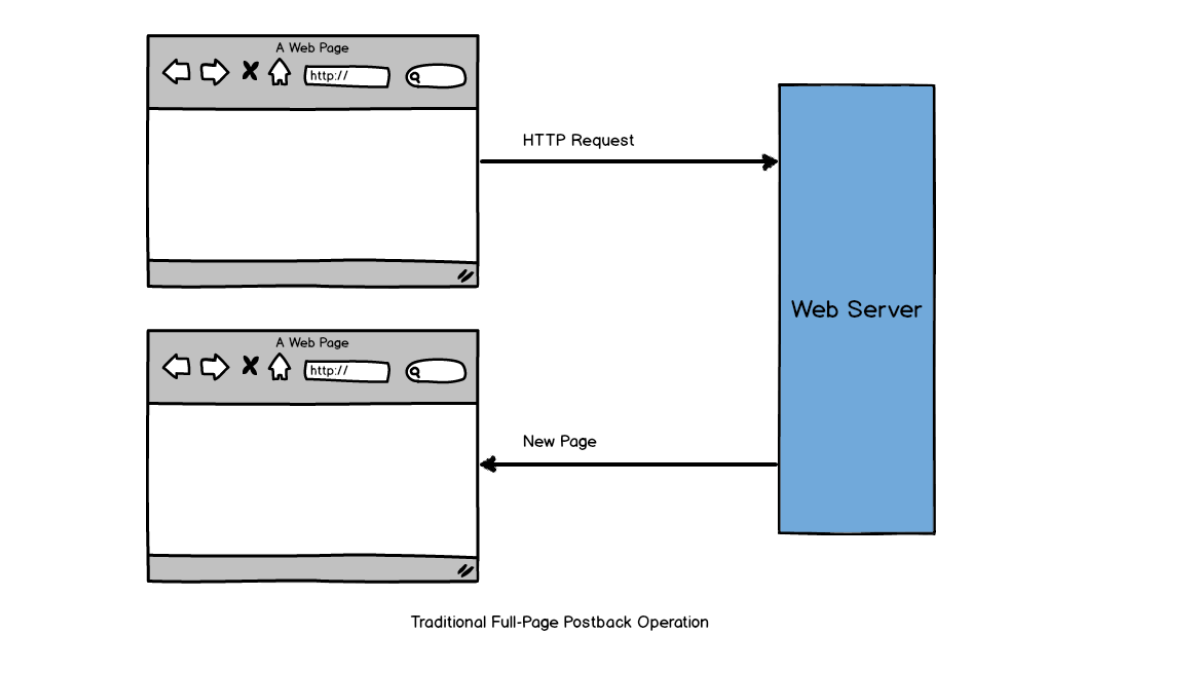 A Web Page
http://
HTTP Request
Web Server
A Web Page
http://
New Page
Traditional Full-Page Postback Operation